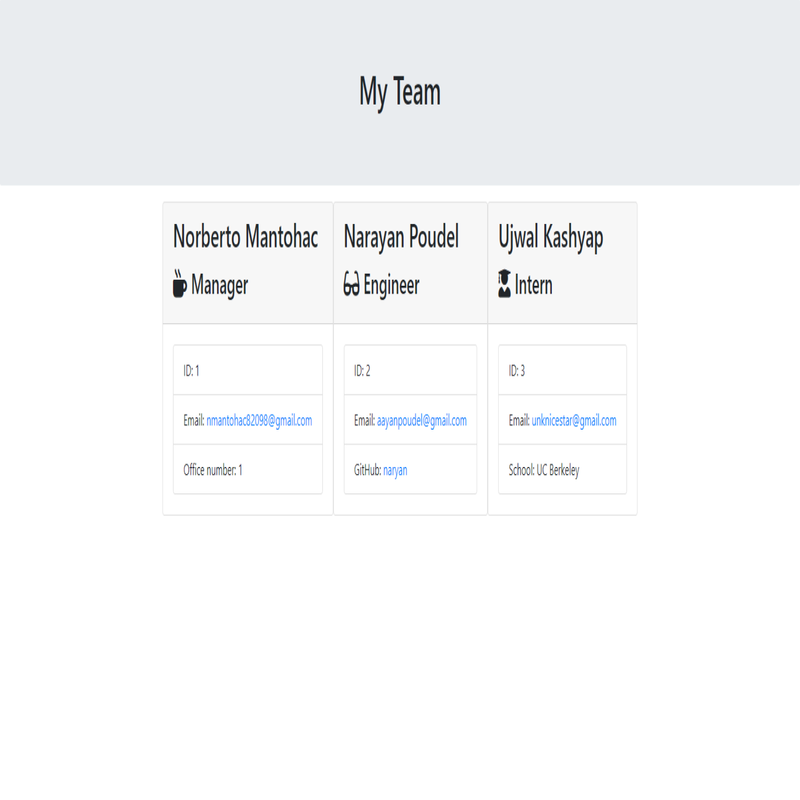 My Team
Norberto Mantohac
Manager
ID: 1
Email: nmantohac82098@gmail.com
Office number: 1
Narayan Poudel
Engineer
ID: 2
Email: aayanpoudel@gmail.com
GitHub: naryan
Ujwal Kashyap
Intern
ID: 3
Email: unknicestar@gmail.com
School: UC Berkeley